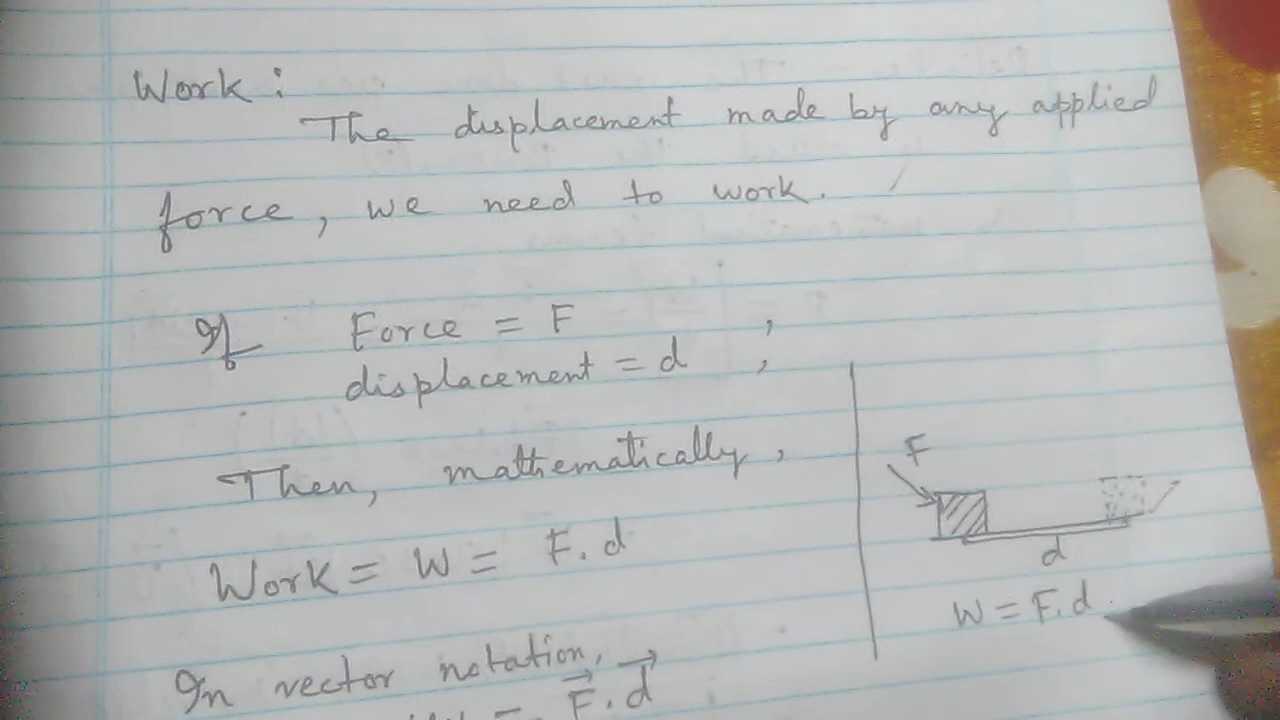 Work :
The displacement made by any applied
force, we need to work.
If Force = F ,
displacement = d ,
Then, mathematically,
Work = W = F.d
In vector notation,
W = F⃗.d⃗
F
d
W = F.d